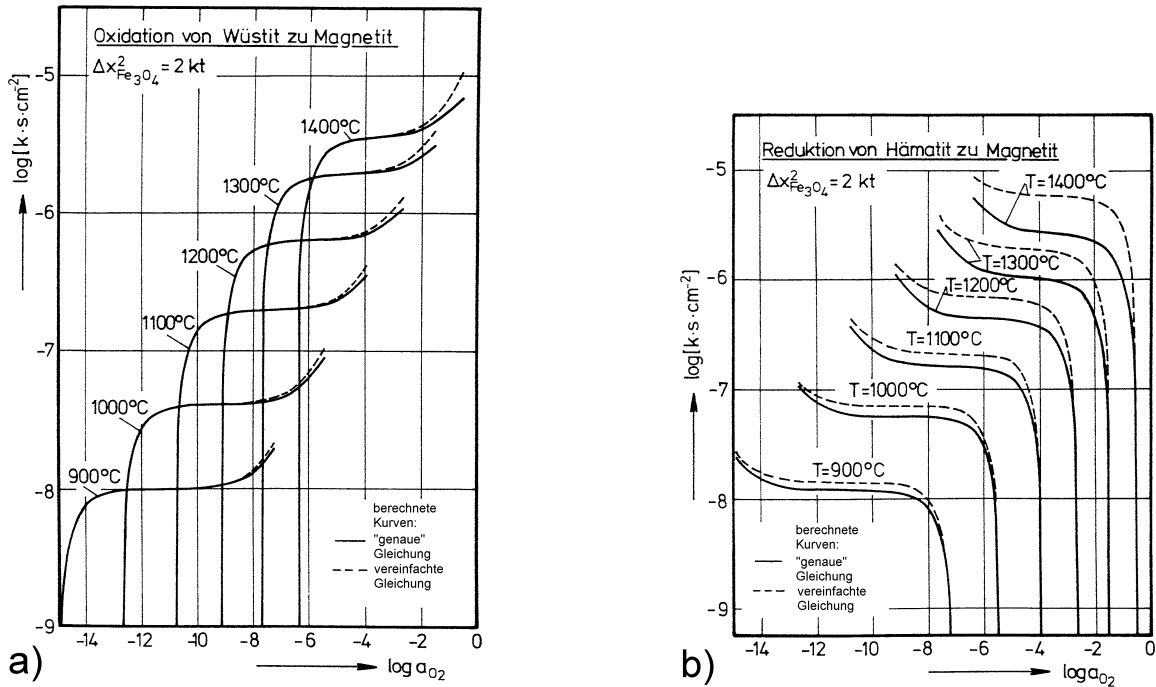 Oxidation von Wüstit zu Magnetit
Δx²Fe₃O₄ = 2 kt
log[k·s·cm⁻²]
-5
-6
-7
-8
-9
1400°C
1300°C
1200°C
1100°C
1000°C
900°C
berechnete
Kurven:
"genaue"
Gleichung
vereinfachte
Gleichung
-14 -12 -10 -8 -6 -4 -2 0
log aO₂
a)
Reduktion von Hämatit zu Magnetit
Δx²Fe₃O₄ = 2 kt
log[k·s·cm⁻²]
-5
-6
-7
-8
-9
T=1400°C
T=1300°C
T=1200°C
T=1100°C
T=1000°C
T=900°C
berechnete
Kurven:
"genaue"
Gleichung
vereinfachte
Gleichung
-14 -12 -10 -8 -6 -4 -2 0
log aO₂
b)